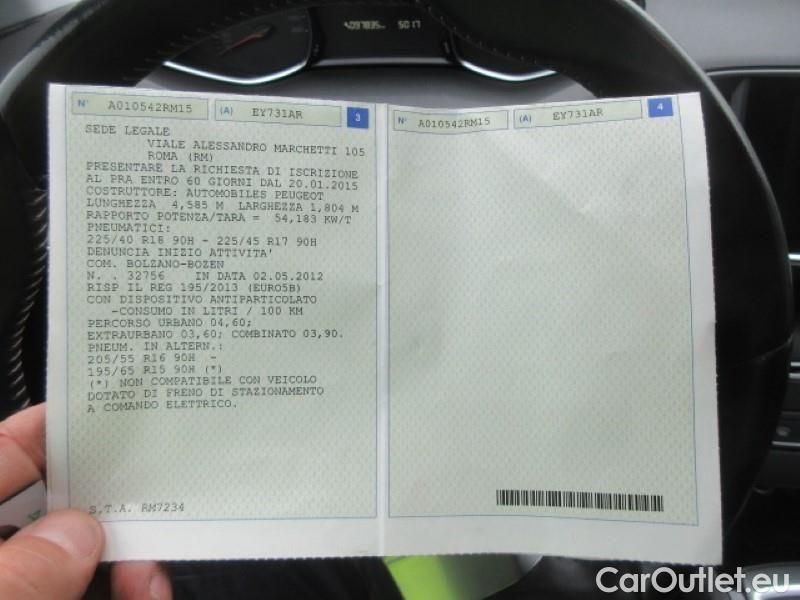 N° A010542RM15 (A) EY731AR 3
SEDE LEGALE
VIALE ALESSANDRO MARCHETTI 105
ROMA (RM)
PRESENTARE LA RICHIESTA DI ISCRIZIONE
AL PRA ENTRO 60 GIORNI DAL 20.01.2015
COSTRUTTORE: AUTOMOBILES PEUGEOT
LUNGHEZZA 4,585 M LARGHEZZA 1,804 M
RAPPORTO POTENZA/TARA = 54,183 KW/T
PNEUMATICI:
225/40 R18 90H - 225/45 R17 90H
DENUNCIA INIZIO ATTIVITA'
COM. BOLZANO-BOZEN
N. . 32756 IN DATA 02.05.2012
RISP IL REG 195/2013 (EURO5B)
CON DISPOSITIVO ANTIPARTICOLATO
-CONSUMO IN LITRI / 100 KM
PERCORSO URBANO 04,60;
EXTRAURBANO 03,60; COMBINATO 03,90.
PNEUM. IN ALTERN.:
205/55 R16 90H -
195/65 R15 90H (*)
(*) NON COMPATIBILE CON VEICOLO
DOTATO DI FRENO DI STAZIONAMENTO
A COMANDO ELETTRICO.
S.T.A. RM7234
N° A010542RM15 (A) EY731AR 4
CarOutlet.eu